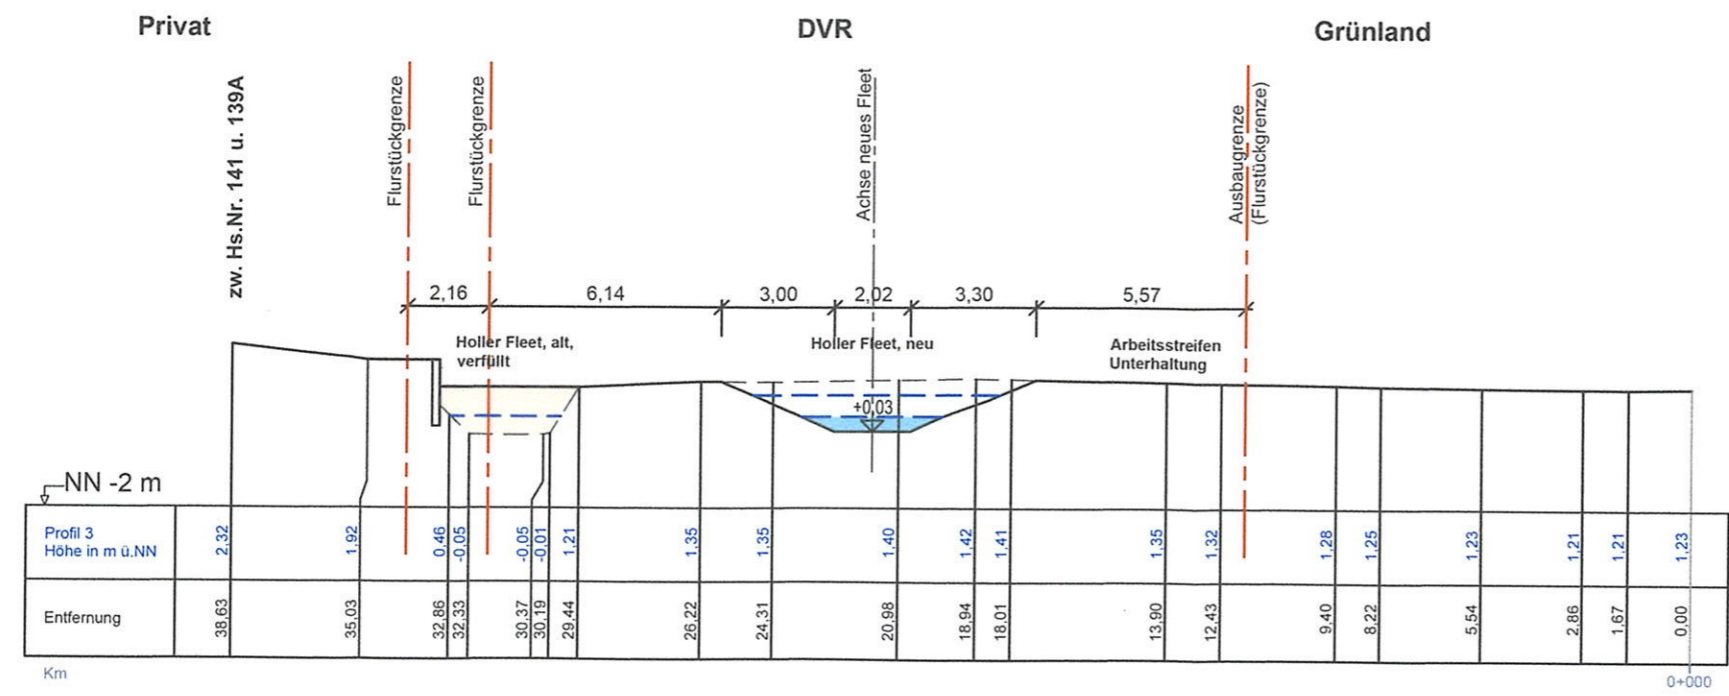 Privat
DVR
Grünland
zw. Hs.Nr. 141 u. 139A
Flurstückgrenze
Flurstückgrenze
Achse neues Fleet
Ausbaugrenze
(Flurstückgrenze)
2,16
6,14
3,00
2,02
3,30
5,57
Holler Fleet, alt,
verfüllt
Holler Fleet, neu
Arbeitsstreifen
Unterhaltung
+0,03
NN -2 m
Profil 3
Höhe in m ü.NN
2,32
1,92
0,46
-0,05
-0,05
-0,01
1,21
1,35
1,35
1,40
1,42
1,41
1,35
1,32
1,28
1,25
1,23
1,21
1,21
1,23
Entfernung
38,63
35,03
32,86
32,33
30,37
30,19
29,44
26,22
24,31
20,98
18,94
18,01
13,90
12,43
9,40
8,22
5,54
2,86
1,67
0,00
Km
0+000